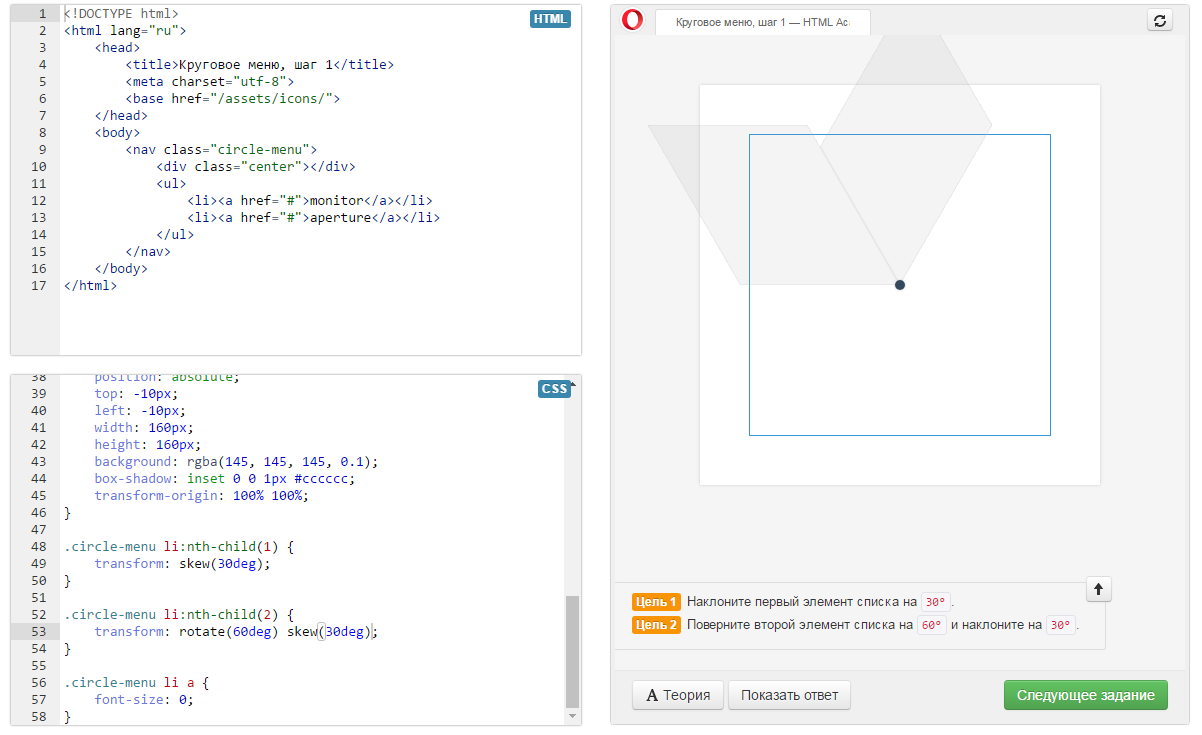 1 <!DOCTYPE html>
2 <html lang="ru">
3 <head>
4 <title>Круговое меню, шаг 1</title>
5 <meta charset="utf-8">
6 <base href="/assets/icons/">
7 </head>
8 <body>
9 <nav class="circle-menu">
10 <div class="center"></div>
11 <ul>
12 <li><a href="#">monitor</a></li>
13 <li><a href="#">aperture</a></li>
14 </ul>
15 </nav>
16 </body>
17 </html>
HTML
38 position: absolute;
39 top: -10px;
40 left: -10px;
41 width: 160px;
42 height: 160px;
43 background: rgba(145, 145, 145, 0.1);
44 box-shadow: inset 0 0 1px #cccccc;
45 transform-origin: 100% 100%;
46 }
47
48 .circle-menu li:nth-child(1) {
49 transform: skew(30deg);
50 }
51
52 .circle-menu li:nth-child(2) {
53 transform: rotate(60deg) skew(30deg);
54 }
55
56 .circle-menu li a {
57 font-size: 0;
58 }
CSS
Круговое меню, шаг 1 — HTML Ac
Цель 1 Наклоните первый элемент списка на 30° .
Цель 2 Поверните второй элемент списка на 60° и наклоните на 30° .
A Теория Показать ответ Следующее задание